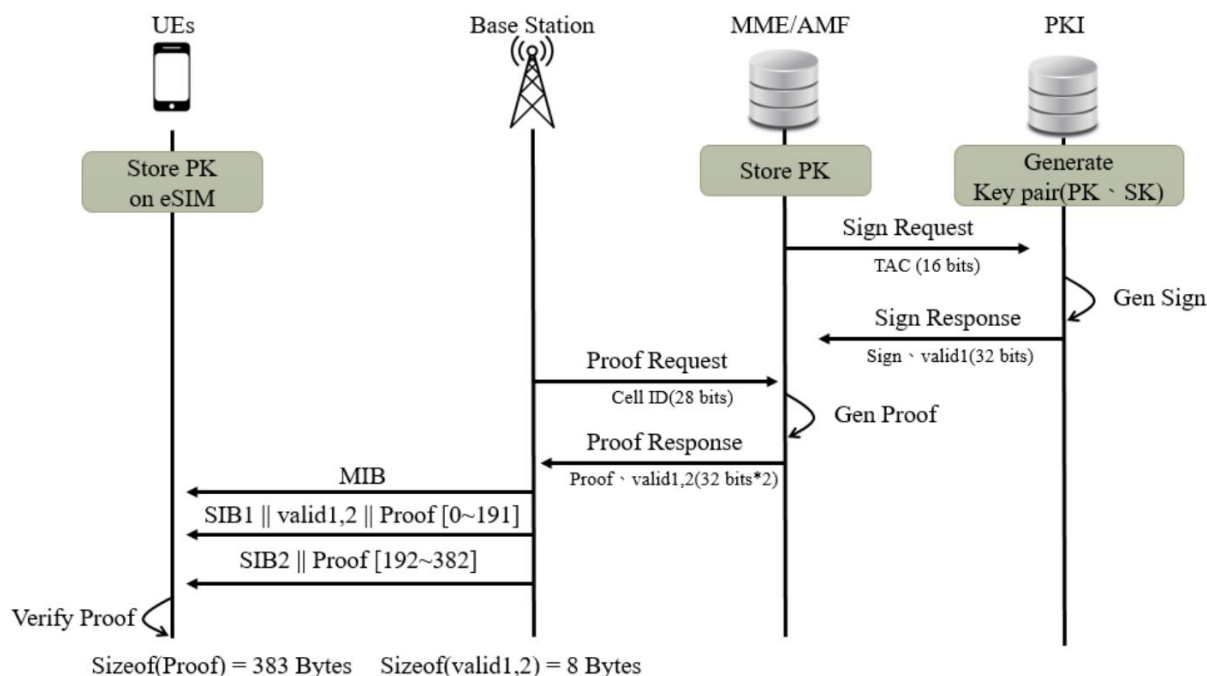 UEs
Base Station
MME/AMF
PKI
Store PK
on eSIM
Store PK
Generate
Key pair(PK、SK)
Sign Request
TAC (16 bits)
Gen Sign
Sign Response
Sign、valid1(32 bits)
Proof Request
Cell ID(28 bits)
Gen Proof
Proof Response
Proof、valid1,2(32 bits*2)
MIB
SIB1 || valid1,2 || Proof [0~191]
SIB2 || Proof [192~382]
Verify Proof
Sizeof(Proof) = 383 Bytes
Sizeof(valid1,2) = 8 Bytes